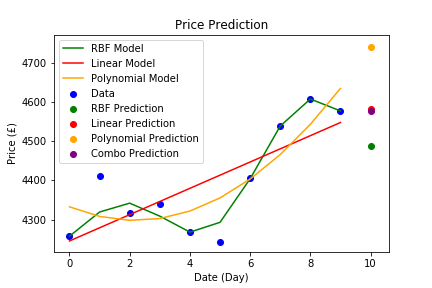 Price Prediction
RBF Model
Linear Model
Polynomial Model
Data
RBF Prediction
Linear Prediction
Polynomial Prediction
Combo Prediction
Price (£)
4700
4600
4500
4400
4300
0 2 4 6 8 10
Date (Day)